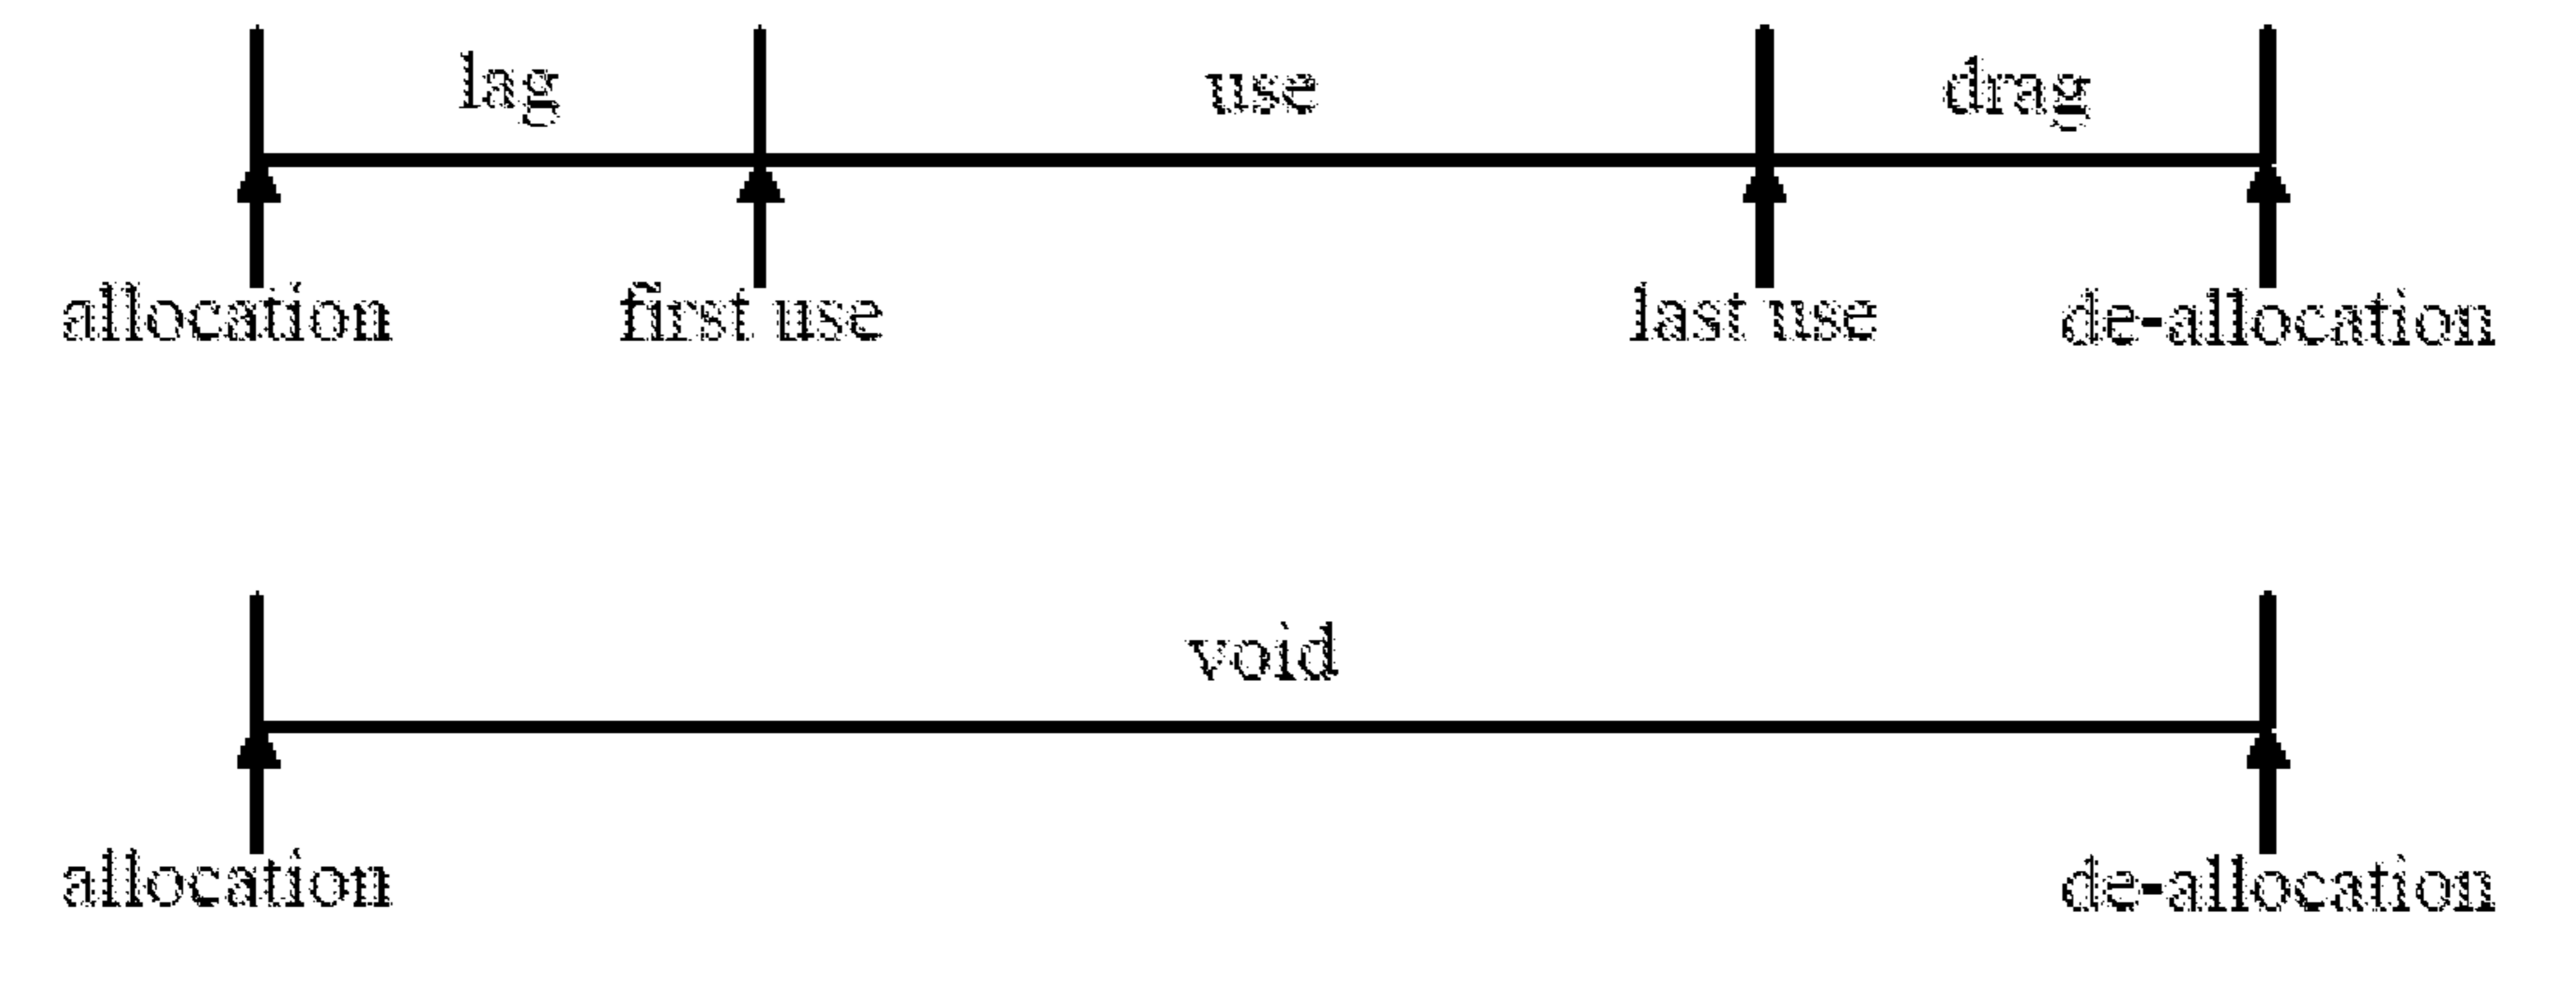 lag use drag
allocation first use last use de-allocation
void
allocation de-allocation